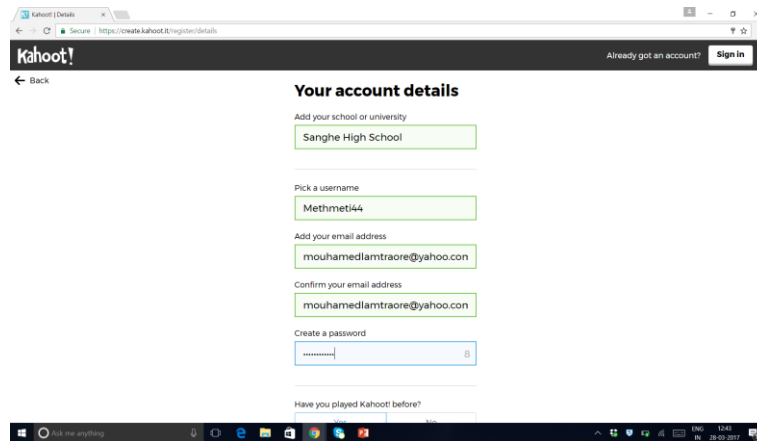 Kahoot! | Details
Secure | https://create.kahoot.it/register/details
Kahoot!
Already got an account?
Sign in
Back
Your account details
Add your school or university
Sanghe High School
Pick a username
Methmeti44
Add your email address
mouhamedlamtraore@yahoo.con
Confirm your email address
mouhamedlamtraore@yahoo.con
Create a password
8
Have you played Kahoot! before?
Yes
No
Ask me anything
ENG
12:43
IN
28-03-2017